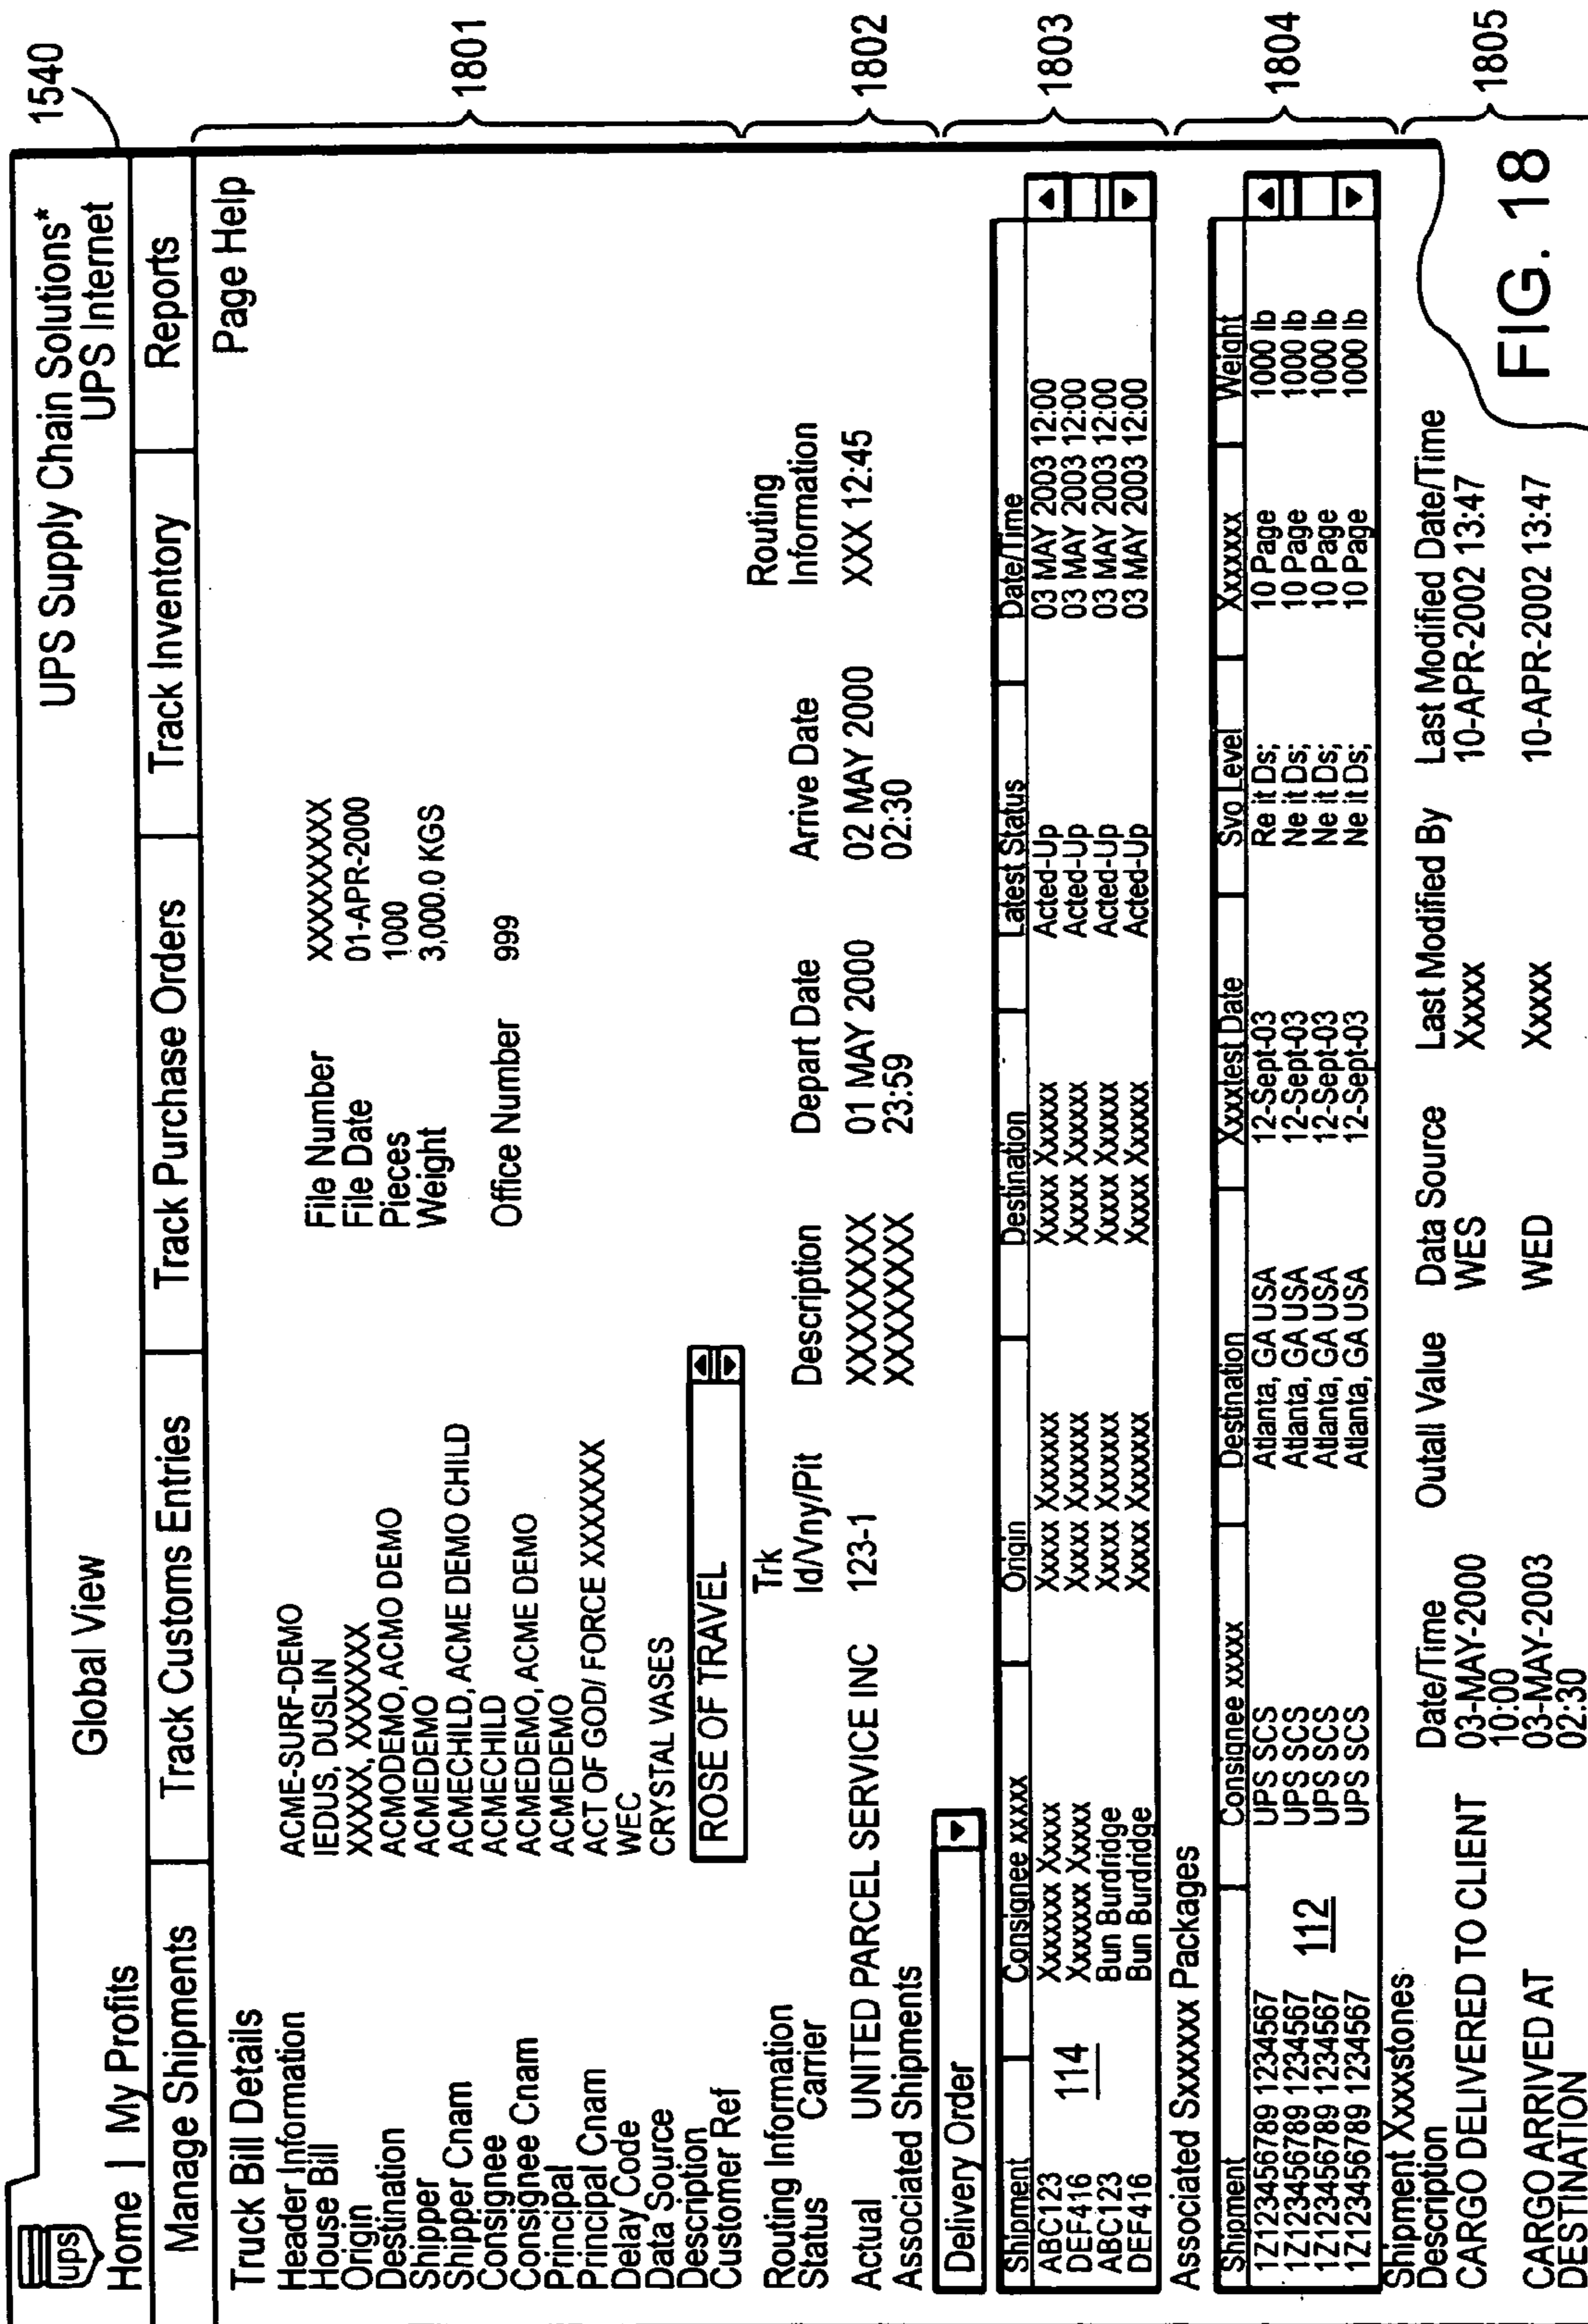 1540
ups
UPS Supply Chain Solutions*
Home | My Profits Global View UPS Internet
Manage Shipments Track Customs Entries Track Purchase Orders Track Inventory Reports
Truck Bill Details Page Help
Header Information
House Bill ACME-SURF-DEMO File Number XXXXXXXX
Origin IEDUS, DUSLIN File Date 01-APR-2000
Destination XXXXX, XXXXXX Pieces 1000
Shipper ACMODEMO, ACMO DEMO Weight 3,000.0 KGS
Shipper Cnam ACMEDEMO
Consignee ACMECHILD, ACME DEMO CHILD Office Number 999
Consignee Cnam ACMECHILD
Principal ACMEDEMO, ACME DEMO
Principal Cnam ACMEDEMO
Delay Code ACT OF GOD/ FORCE XXXXXX
Data Source WEC
Description CRYSTAL VASES
Customer Ref ROSE OF TRAVEL
1801
Routing Information Trk Routing
Status Carrier Id/Vny/Pit Description Depart Date Arrive Date Information
Actual UNITED PARCEL SERVICE INC 123-1 XXXXXXXX 01 MAY 2000 02 MAY 2000 XXX 12:45
XXXXXXXX 23:59 02:30
1802
Associated Shipments
Delivery Order
Shipment Consignee xxxxx Origin Destination Latest Status Date/Time
ABC123 Xxxxxx Xxxxx Xxxxx Xxxxxxx Xxxxx Xxxxxx Acted-Up 03 MAY 2003 12:00
DEF416 Xxxxxx Xxxxx Xxxxx Xxxxxxx Xxxxx Xxxxxx Acted-Up 03 MAY 2003 12:00
ABC123 Bun Burdridge Xxxxx Xxxxxxx Xxxxx Xxxxxx Acted-Up 03 MAY 2003 12:00
DEF416 Bun Burdridge Xxxxx Xxxxxxx Xxxxx Xxxxxx Acted-Up 03 MAY 2003 12:00
114
1803
Associated Sxxxxxx Packages
Shipment Consignee xxxx Destination Xxxxtest Date Svo Level Xxxxxxx Weight
1Z123456789 1234567 UPS SCS Atlanta, GA USA 12-Sept-03 Re it Ds; 10 Page 1000 lb
1Z123456789 1234567 UPS SCS Atlanta, GA USA 12-Sept-03 Ne it Ds; 10 Page 1000 lb
1Z123456789 1234567 UPS SCS Atlanta, GA USA 12-Sept-03 Ne it Ds; 10 Page 1000 lb
1Z123456789 1234567 UPS SCS Atlanta, GA USA 12-Sept-03 Ne it Ds; 10 Page 1000 lb
112
1804
Shipment Xxxxstones
Description Date/Time Outall Value Data Source Last Modified By Last Modified Date/Time
CARGO DELIVERED TO CLIENT 03-MAY-2000 WES Xxxxx 10-APR-2002 13:47
10:00
CARGO ARRIVED AT 03-MAY-2003 WED Xxxxx 10-APR-2002 13:47
DESTINATION 02:30
1805
FIG. 18